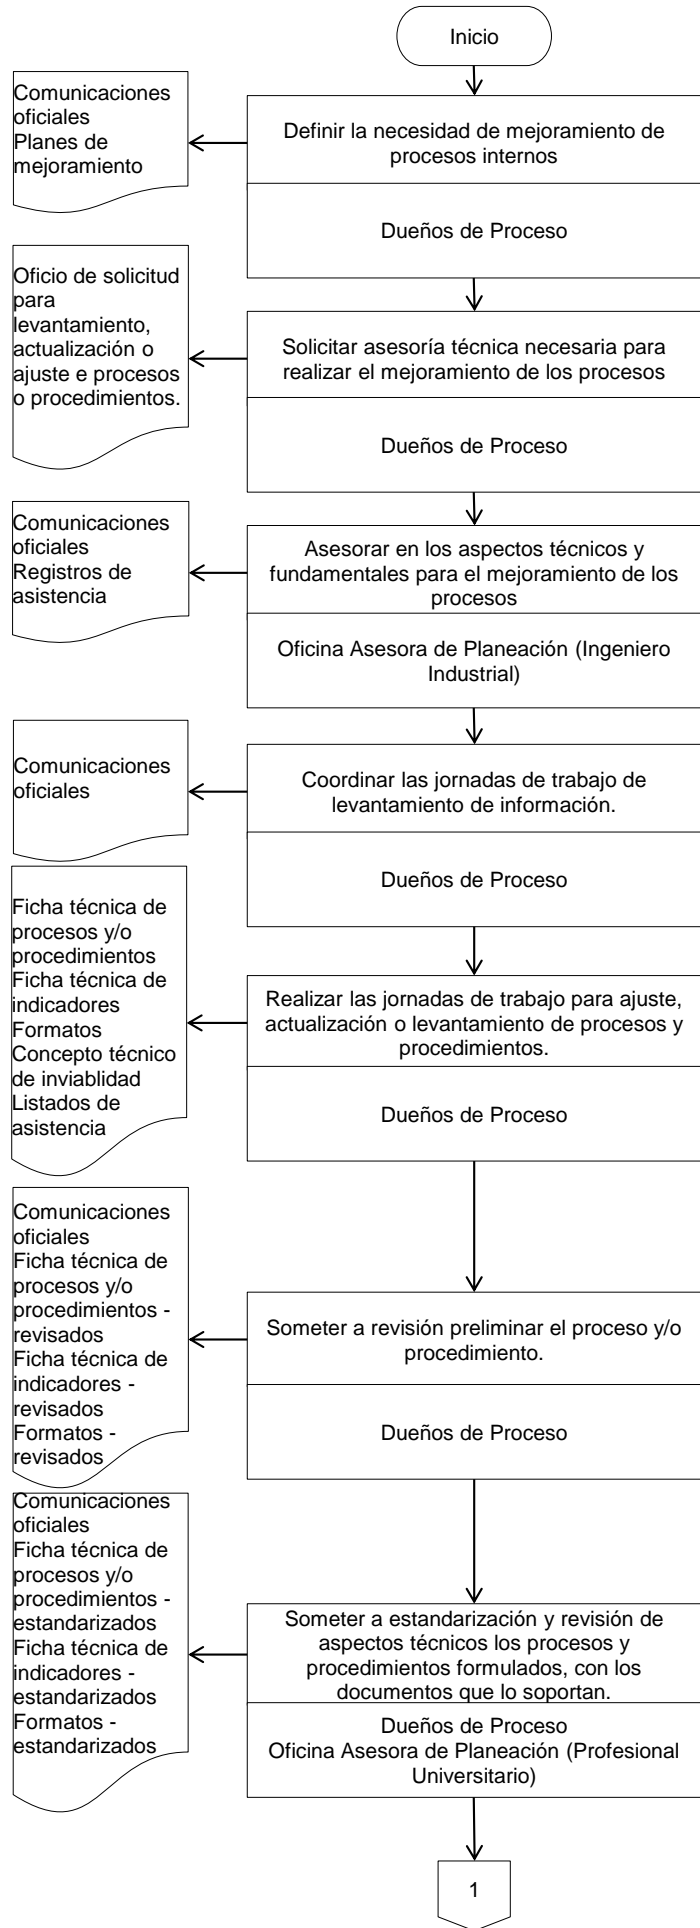 Inicio
Comunicaciones
oficiales
Planes de
mejoramiento
Definir la necesidad de mejoramiento de
procesos internos
Dueños de Proceso
Oficio de solicitud
para
levantamiento,
actualización o
ajuste e procesos
o procedimientos.
Solicitar asesoría técnica necesaria para
realizar el mejoramiento de los procesos
Dueños de Proceso
Comunicaciones
oficiales
Registros de
asistencia
Asesorar en los aspectos técnicos y
fundamentales para el mejoramiento de los
procesos
Oficina Asesora de Planeación (Ingeniero
Industrial)
Comunicaciones
oficiales
Coordinar las jornadas de trabajo de
levantamiento de información.
Dueños de Proceso
Ficha técnica de
procesos y/o
procedimientos
Ficha técnica de
indicadores
Formatos
Concepto técnico
de inviablidad
Listados de
asistencia
Realizar las jornadas de trabajo para ajuste,
actualización o levantamiento de procesos y
procedimientos.
Dueños de Proceso
Comunicaciones
oficiales
Ficha técnica de
procesos y/o
procedimientos -
revisados
Ficha técnica de
indicadores -
revisados
Formatos -
revisados
Someter a revisión preliminar el proceso y/o
procedimiento.
Dueños de Proceso
Comunicaciones
oficiales
Ficha técnica de
procesos y/o
procedimientos -
estandarizados
Ficha técnica de
indicadores -
estandarizados
Formatos -
estandarizados
Someter a estandarización y revisión de
aspectos técnicos los procesos y
procedimientos formulados, con los
documentos que lo soportan.
Dueños de Proceso
Oficina Asesora de Planeación (Profesional
Universitario)
1